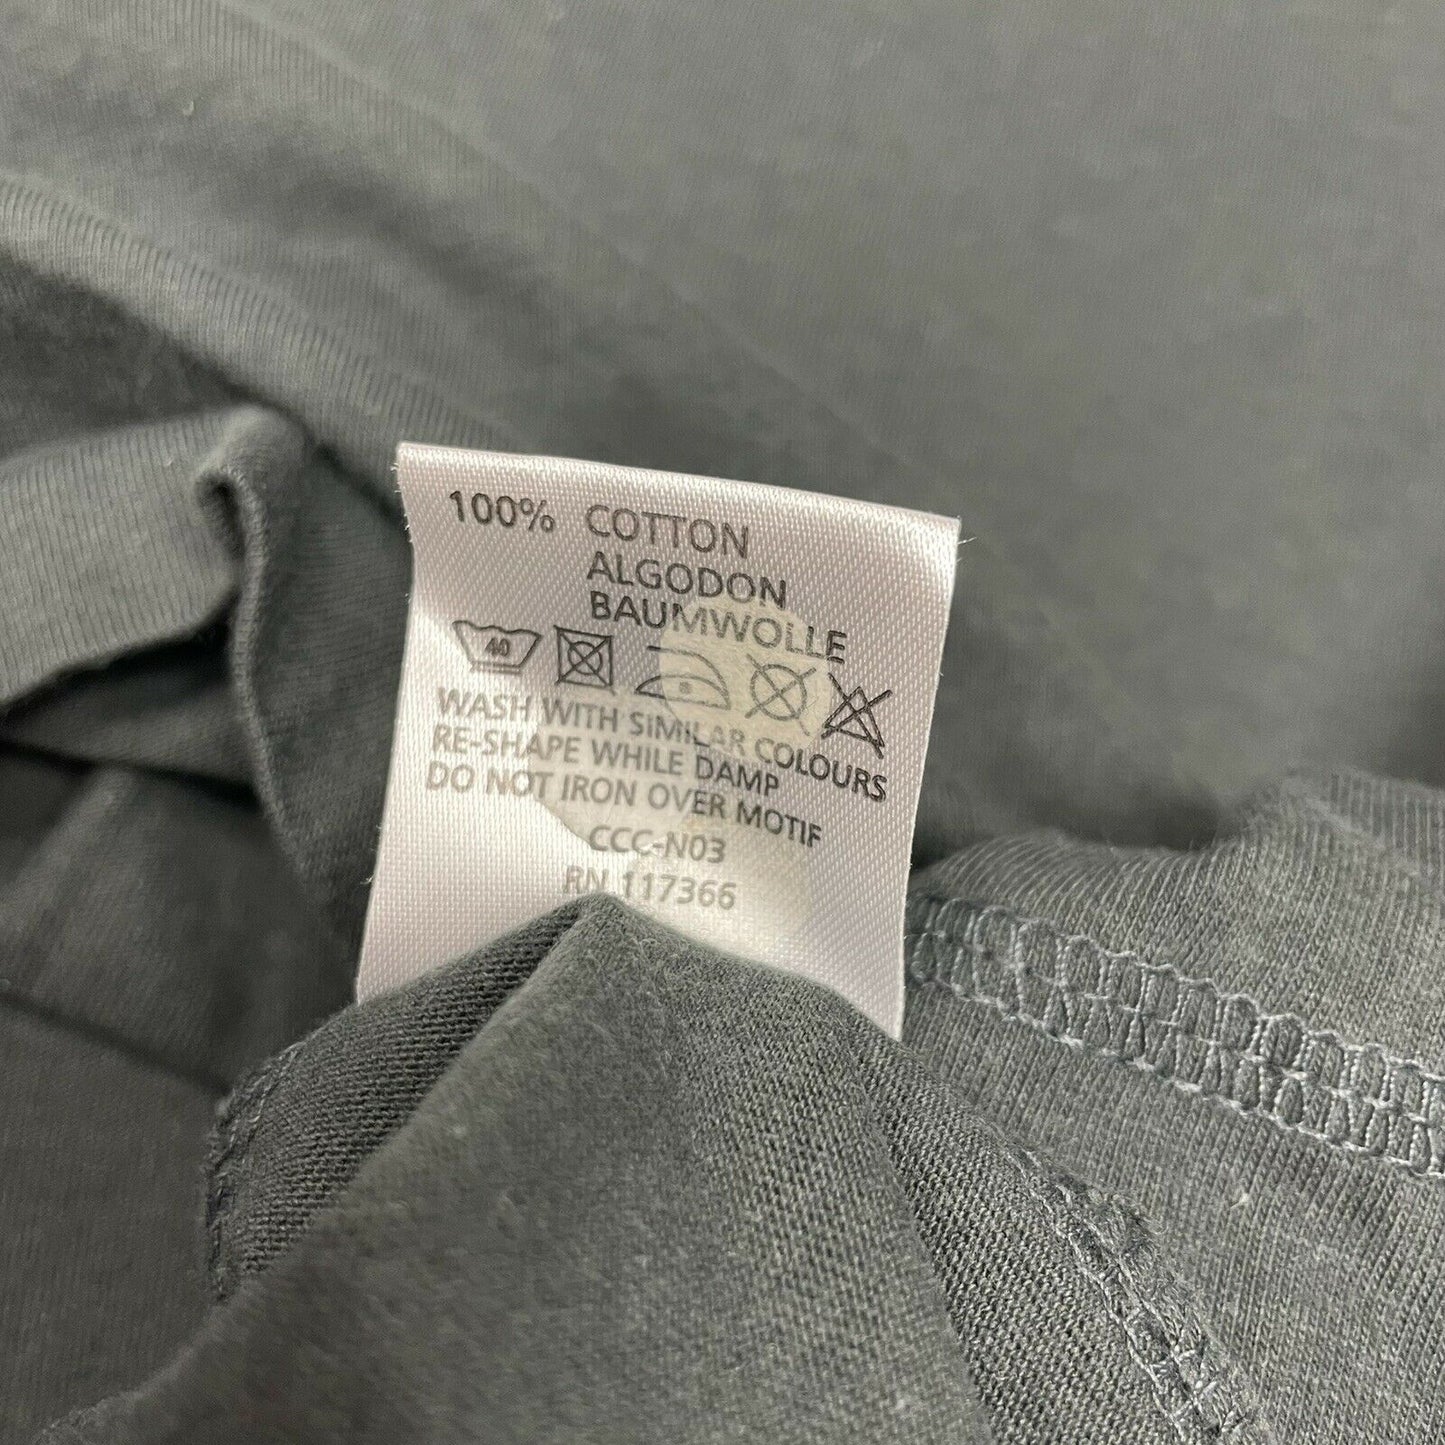 100% COTTON
ALGODON
BAUMWOLLE
40
WASH WITH SIMILAR COLOURS
RE-SHAPE WHILE DAMP
DO NOT IRON OVER MOTIF
CCC-N03
RN 117366